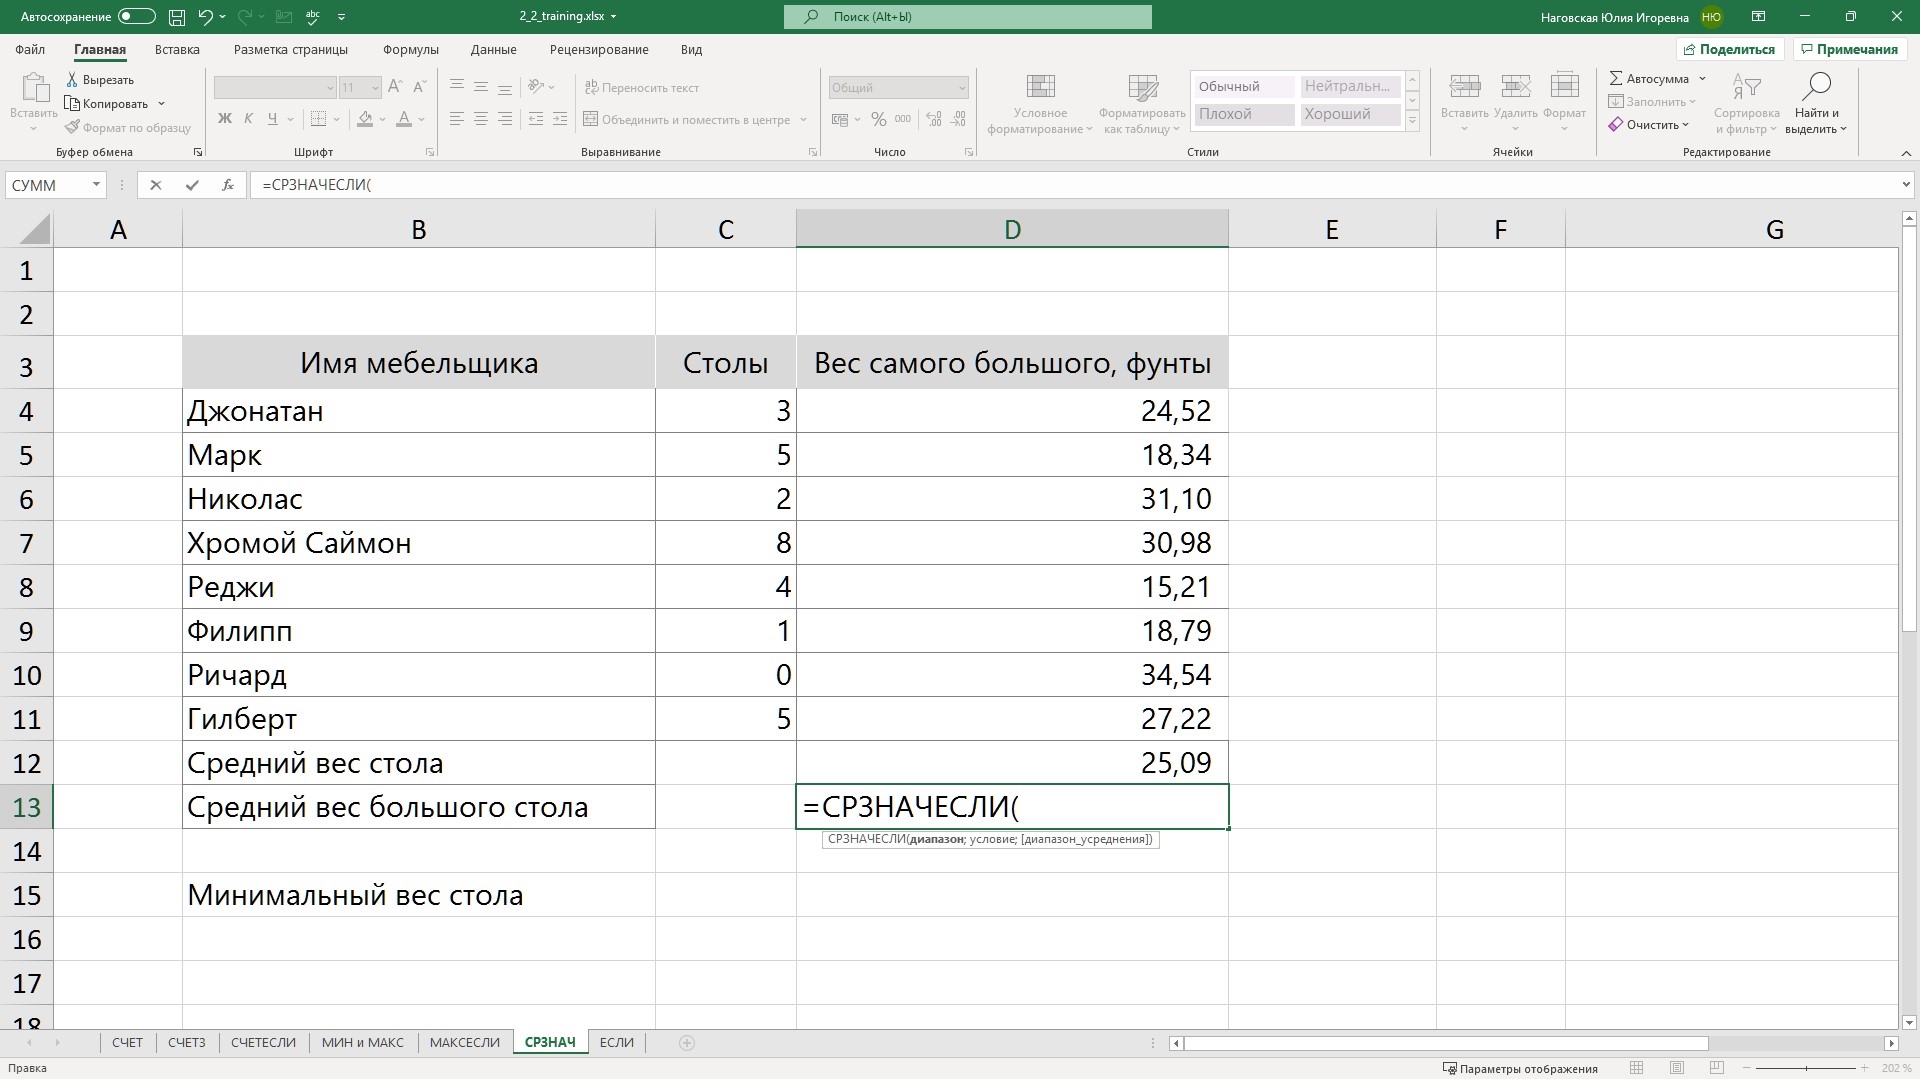 Автосохранение 2_2_training.xlsx Поиск (Alt+Ы) Наговская Юлия Игоревна НЮ
Файл Главная Вставка Разметка страницы Формулы Данные Рецензирование Вид Поделиться Примечания
Вставить Вырезать Копировать Формат по образцу
11
Ж К Ч А
Переносить текст
Объединить и поместить в центре
Общий
% 000
Условное форматирование Форматировать как таблицу
Обычный Нейтральн...
Плохой Хороший
Вставить Удалить Формат
Автосумма
Заполнить
Очистить
Сортировка и фильтр Найти и выделить
Буфер обмена Шрифт Выравнивание Число Стили Ячейки Редактирование
СУММ fx =СРЗНАЧЕСЛИ(
A B C D E F G
1
2
3 Имя мебельщика Столы Вес самого большого, фунты
4 Джонатан 3 24,52
5 Марк 5 18,34
6 Николас 2 31,10
7 Хромой Саймон 8 30,98
8 Реджи 4 15,21
9 Филипп 1 18,79
10 Ричард 0 34,54
11 Гилберт 5 27,22
12 Средний вес стола 25,09
13 Средний вес большого стола =СРЗНАЧЕСЛИ(
СРЗНАЧЕСЛИ(диапазон; условие; [диапазон_усреднения])
14
15 Минимальный вес стола
16
17
18
СЧЕТ СЧЕТЗ СЧЕТЕСЛИ МИН и МАКС МАКСЕСЛИ СРЗНАЧ ЕСЛИ
Правка Параметры отображения 202 %